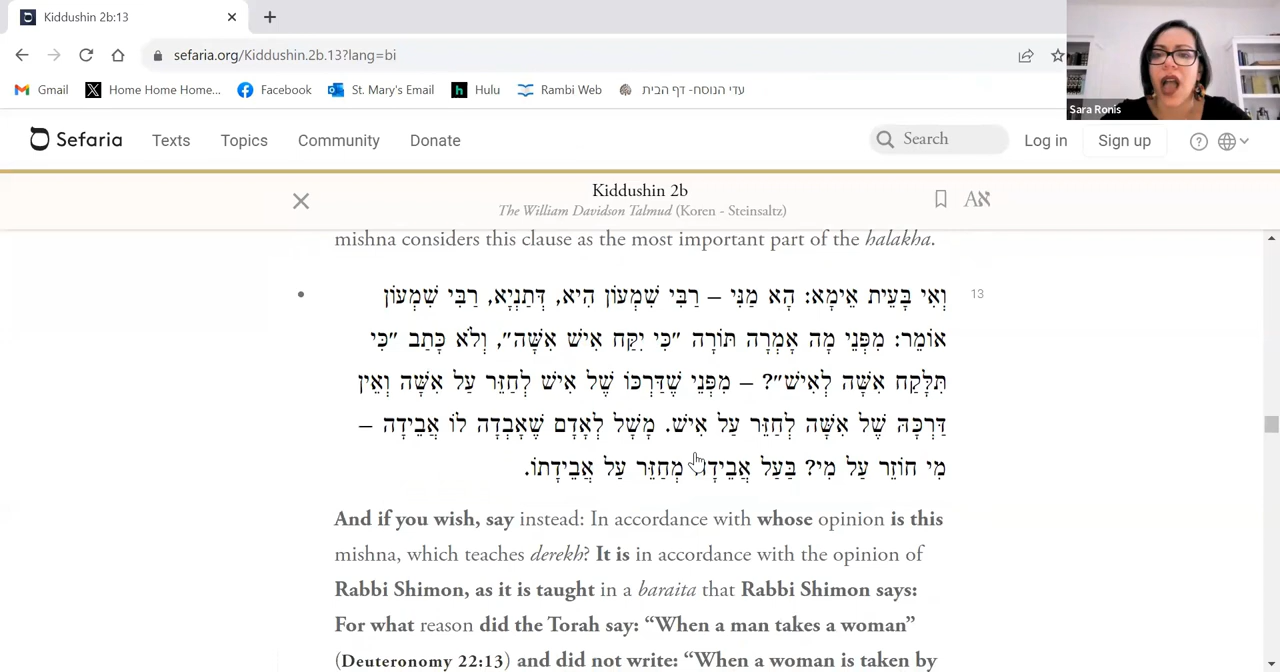 Kiddushin 2b:13
sefaria.org/Kiddushin.2b.13?lang=bi
Gmail Home Home Home... Facebook St. Mary's Email Hulu Rambi Web עדי הנוסח- דף הבית
Sara Ronis
Sefaria Texts Topics Community Donate Search Log in Sign up
Kiddushin 2b
The William Davidson Talmud (Koren - Steinsaltz)
mishna considers this clause as the most important part of the halakha.
13
וְאִי בָּעֵית אֵימָא: הָא מַנִּי – רַבִּי שִׁמְעוֹן הִיא, דְּתַנְיָא, רַבִּי שִׁמְעוֹן
אוֹמֵר: מִפְּנֵי מָה אָמְרָה תּוֹרָה ״כִּי יִקַּח אִישׁ אִשָּׁה״, וְלֹא כָּתַב ״כִּי
תִּלָּקַח אִשָּׁה לְאִישׁ״? – מִפְּנֵי שֶׁדַּרְכּוֹ שֶׁל אִישׁ לְחַזֵּר עַל אִשָּׁה וְאֵין
דַּרְכָּהּ שֶׁל אִשָּׁה לְחַזֵּר עַל אִישׁ. מָשָׁל לְאָדָם שֶׁאָבְדָה לוֹ אֲבֵידָה –
מִי חוֹזֵר עַל מִי? בַּעַל אֲבֵידָה מְחַזֵּר עַל אֲבֵידָתוֹ.
And if you wish, say instead: In accordance with whose opinion is this
mishna, which teaches derekh? It is in accordance with the opinion of
Rabbi Shimon, as it is taught in a baraita that Rabbi Shimon says:
For what reason did the Torah say: “When a man takes a woman”
(Deuteronomy 22:13) and did not write: “When a woman is taken by